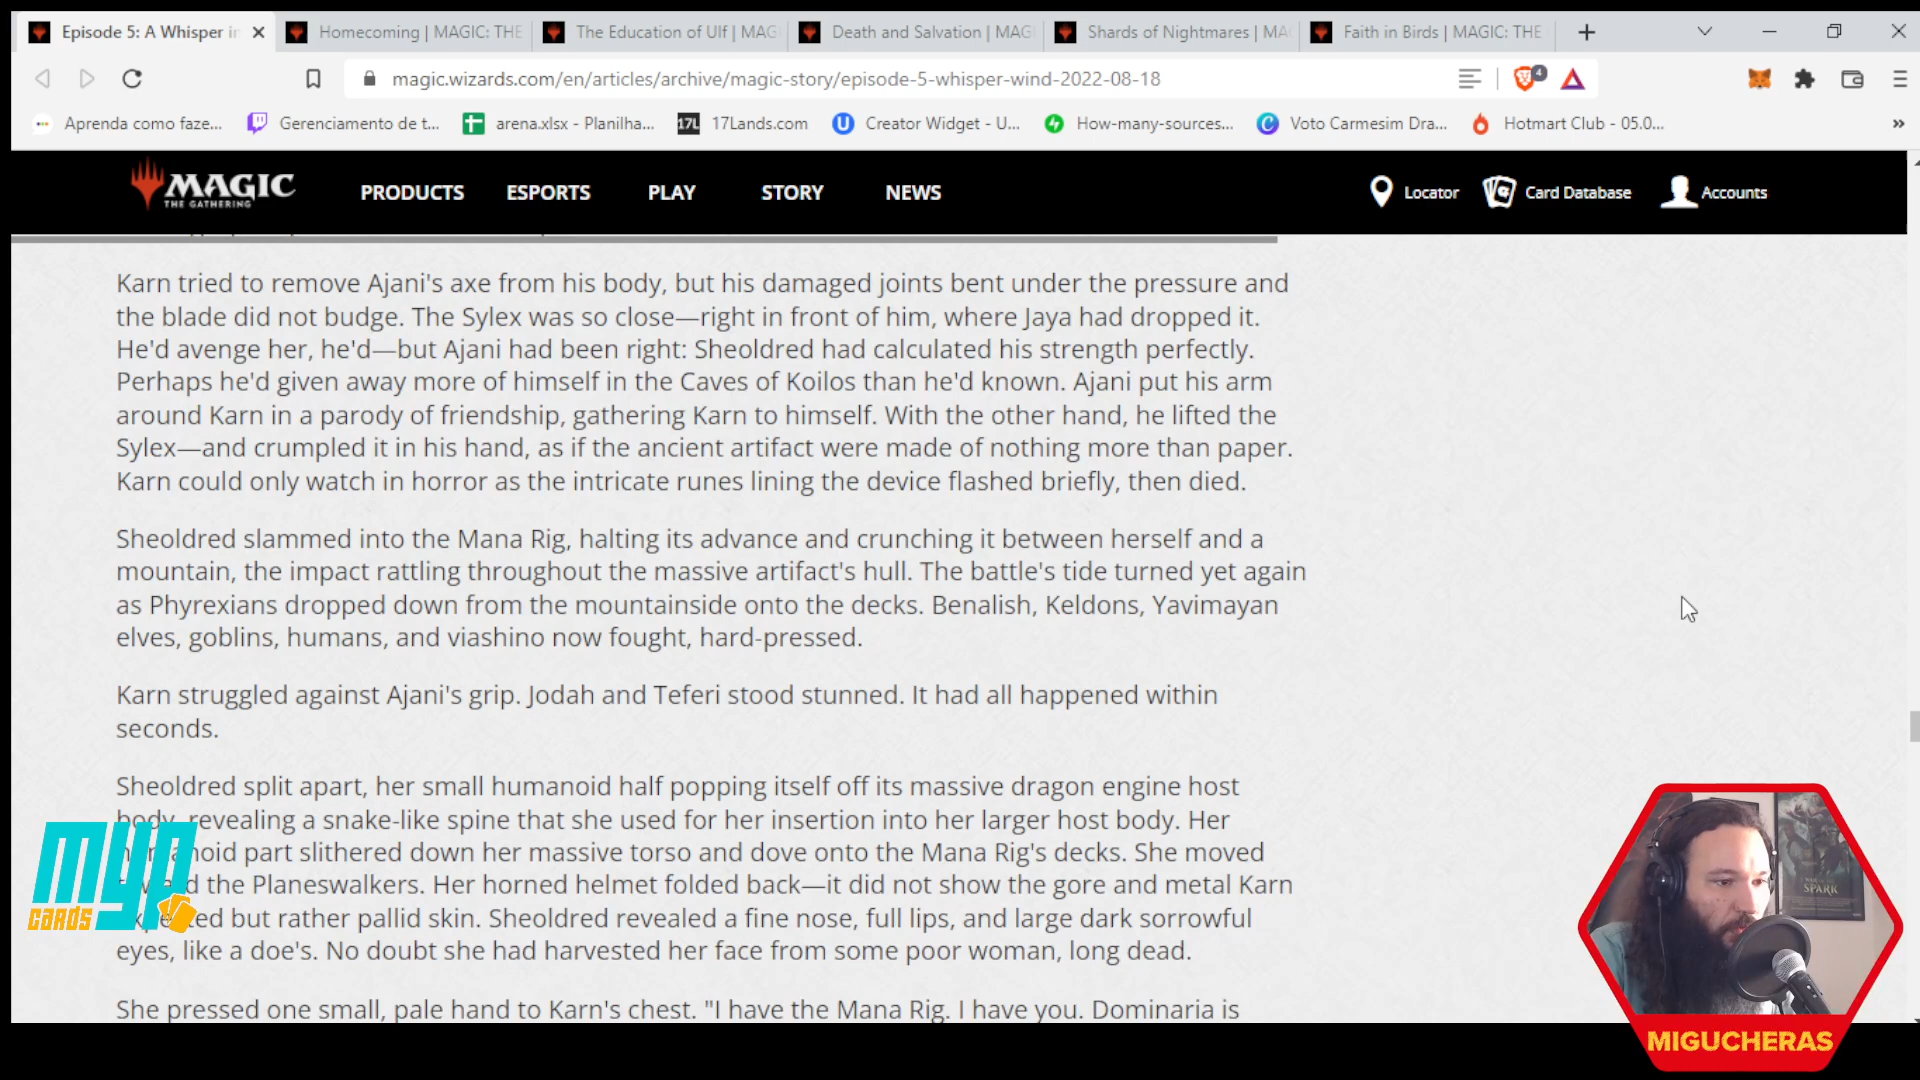 Episode 5: A Whisper in
Homecoming | MAGIC: THE
The Education of Ulf | MAG
Death and Salvation | MAG
Shards of Nightmares | MA
Faith in Birds | MAGIC: THE
magic.wizards.com/en/articles/archive/magic-story/episode-5-whisper-wind-2022-08-18
4
Aprenda como faze...
Gerenciamento de t...
arena.xlsx - Planilha...
17L
17Lands.com
Creator Widget - U...
How-many-sources...
Voto Carmesim Dra...
Hotmart Club - 05.0...
MAGIC
THE GATHERING
PRODUCTS
ESPORTS
PLAY
STORY
NEWS
Locator
Card Database
Accounts
Karn tried to remove Ajani's axe from his body, but his damaged joints bent under the pressure and
the blade did not budge. The Sylex was so close—right in front of him, where Jaya had dropped it.
He'd avenge her, he'd—but Ajani had been right: Sheoldred had calculated his strength perfectly.
Perhaps he'd given away more of himself in the Caves of Koilos than he'd known. Ajani put his arm
around Karn in a parody of friendship, gathering Karn to himself. With the other hand, he lifted the
Sylex—and crumpled it in his hand, as if the ancient artifact were made of nothing more than paper.
Karn could only watch in horror as the intricate runes lining the device flashed briefly, then died.
Sheoldred slammed into the Mana Rig, halting its advance and crunching it between herself and a
mountain, the impact rattling throughout the massive artifact's hull. The battle's tide turned yet again
as Phyrexians dropped down from the mountainside onto the decks. Benalish, Keldons, Yavimayan
elves, goblins, humans, and viashino now fought, hard-pressed.
Karn struggled against Ajani's grip. Jodah and Teferi stood stunned. It had all happened within
seconds.
Sheoldred split apart, her small humanoid half popping itself off its massive dragon engine host
body, revealing a snake-like spine that she used for her insertion into her larger host body. Her
part slithered down her massive torso and dove onto the Mana Rig's decks. She moved
the Planeswalkers. Her horned helmet folded back—it did not show the gore and metal Karn
but rather pallid skin. Sheoldred revealed a fine nose, full lips, and large dark sorrowful
eyes, like a doe's. No doubt she had harvested her face from some poor woman, long dead.
She pressed one small, pale hand to Karn's chest. "I have the Mana Rig. I have you. Dominaria is
myp
CARDS
SPARK
MIGUCHERAS